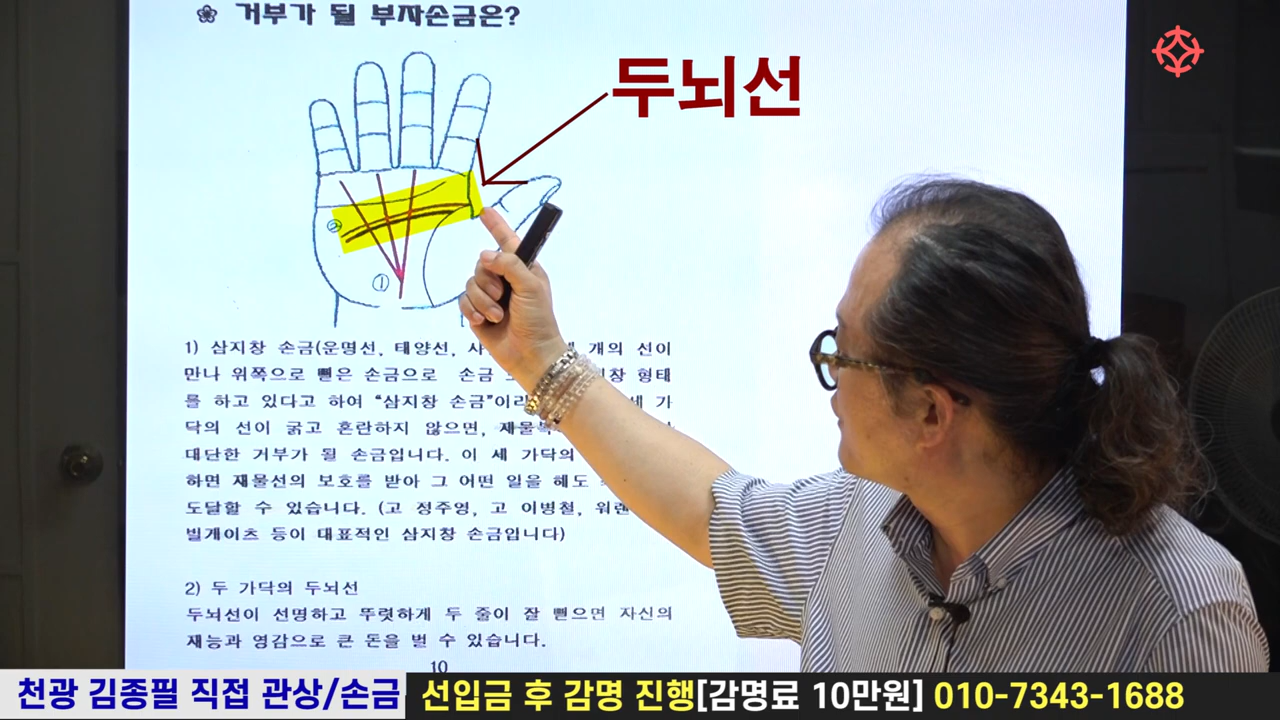 ❀ 거부가 될 부자손금은?
두뇌선
②
①
1) 삼지창 손금(운명선, 태양선, 개의 선이
만나 위쪽으로 뻗은 손금으로 손금 형태
를 하고 있다고 하여 “삼지창 가
닥의 선이 굵고 혼란하지 않으면,
대단한 거부가 될 손금입니다. 이 세 가닥의
하면 재물선의 보호를 받아 그 어떤 일을 해도
도달할 수 있습니다. (고 정주영, 고 이병철,
빌게이츠 등이 대표적인 삼지창 손금입니다)
2) 두 가닥의 두뇌선
두뇌선이 선명하고 뚜렷하게 두 줄이 잘 뻗으면 자신의
재능과 영감으로 큰 돈을 벌 수 있습니다.
10
천광 김종필 직접 관상/손금 선입금 후 감명 진행[감명료 10만원] 010-7343-1688